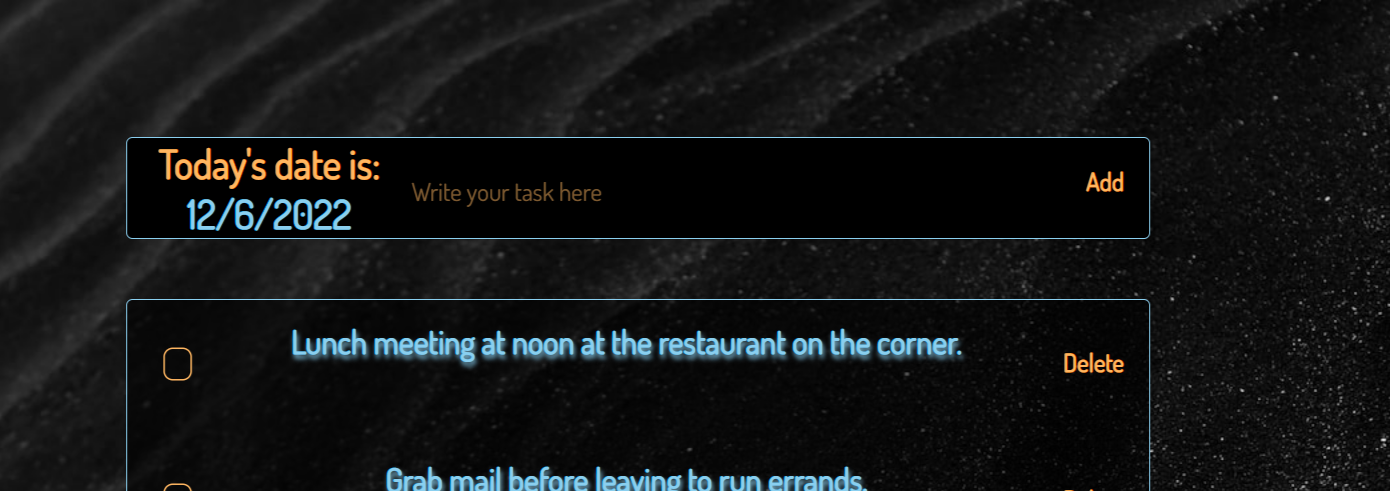 Today's date is:
12/6/2022
Write your task here
Add
Lunch meeting at noon at the restaurant on the corner.
Delete
Grab mail before leaving to run errands.